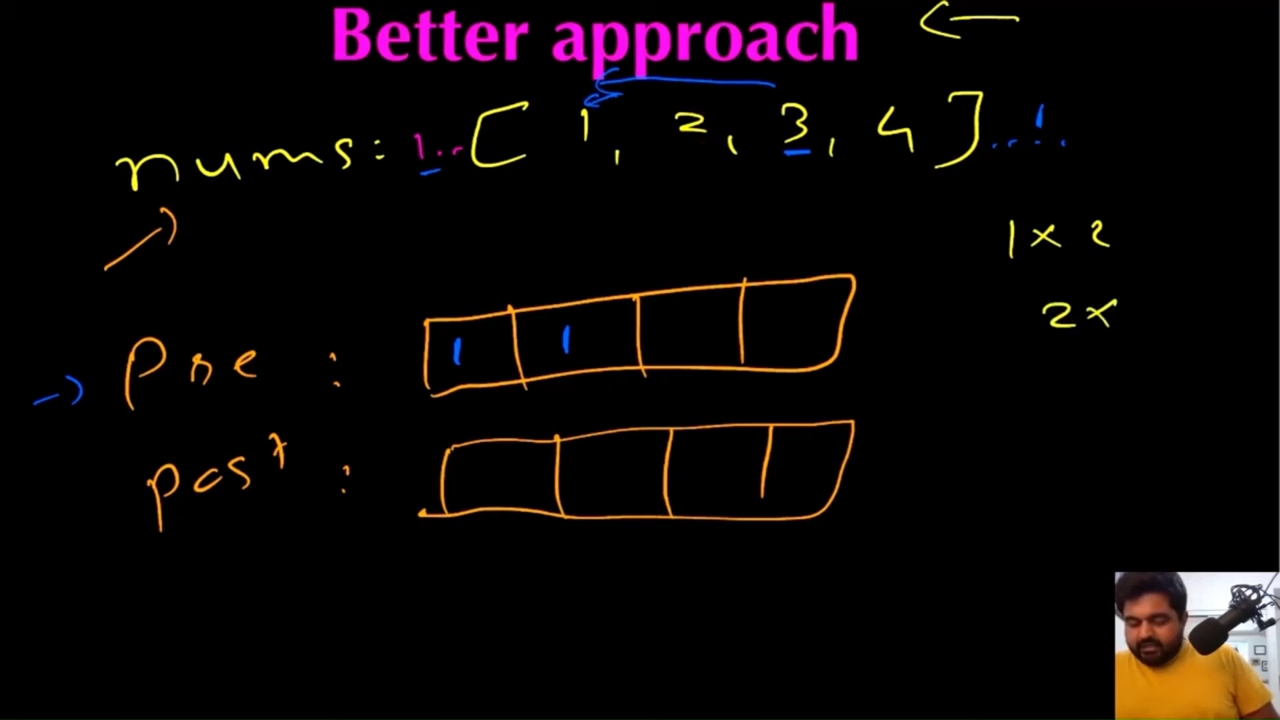 Better approach
nums: 1.. [ 1, 2, 3, 4 ] ..1..
1 x 2
2 x
Pre : 1 1
post :